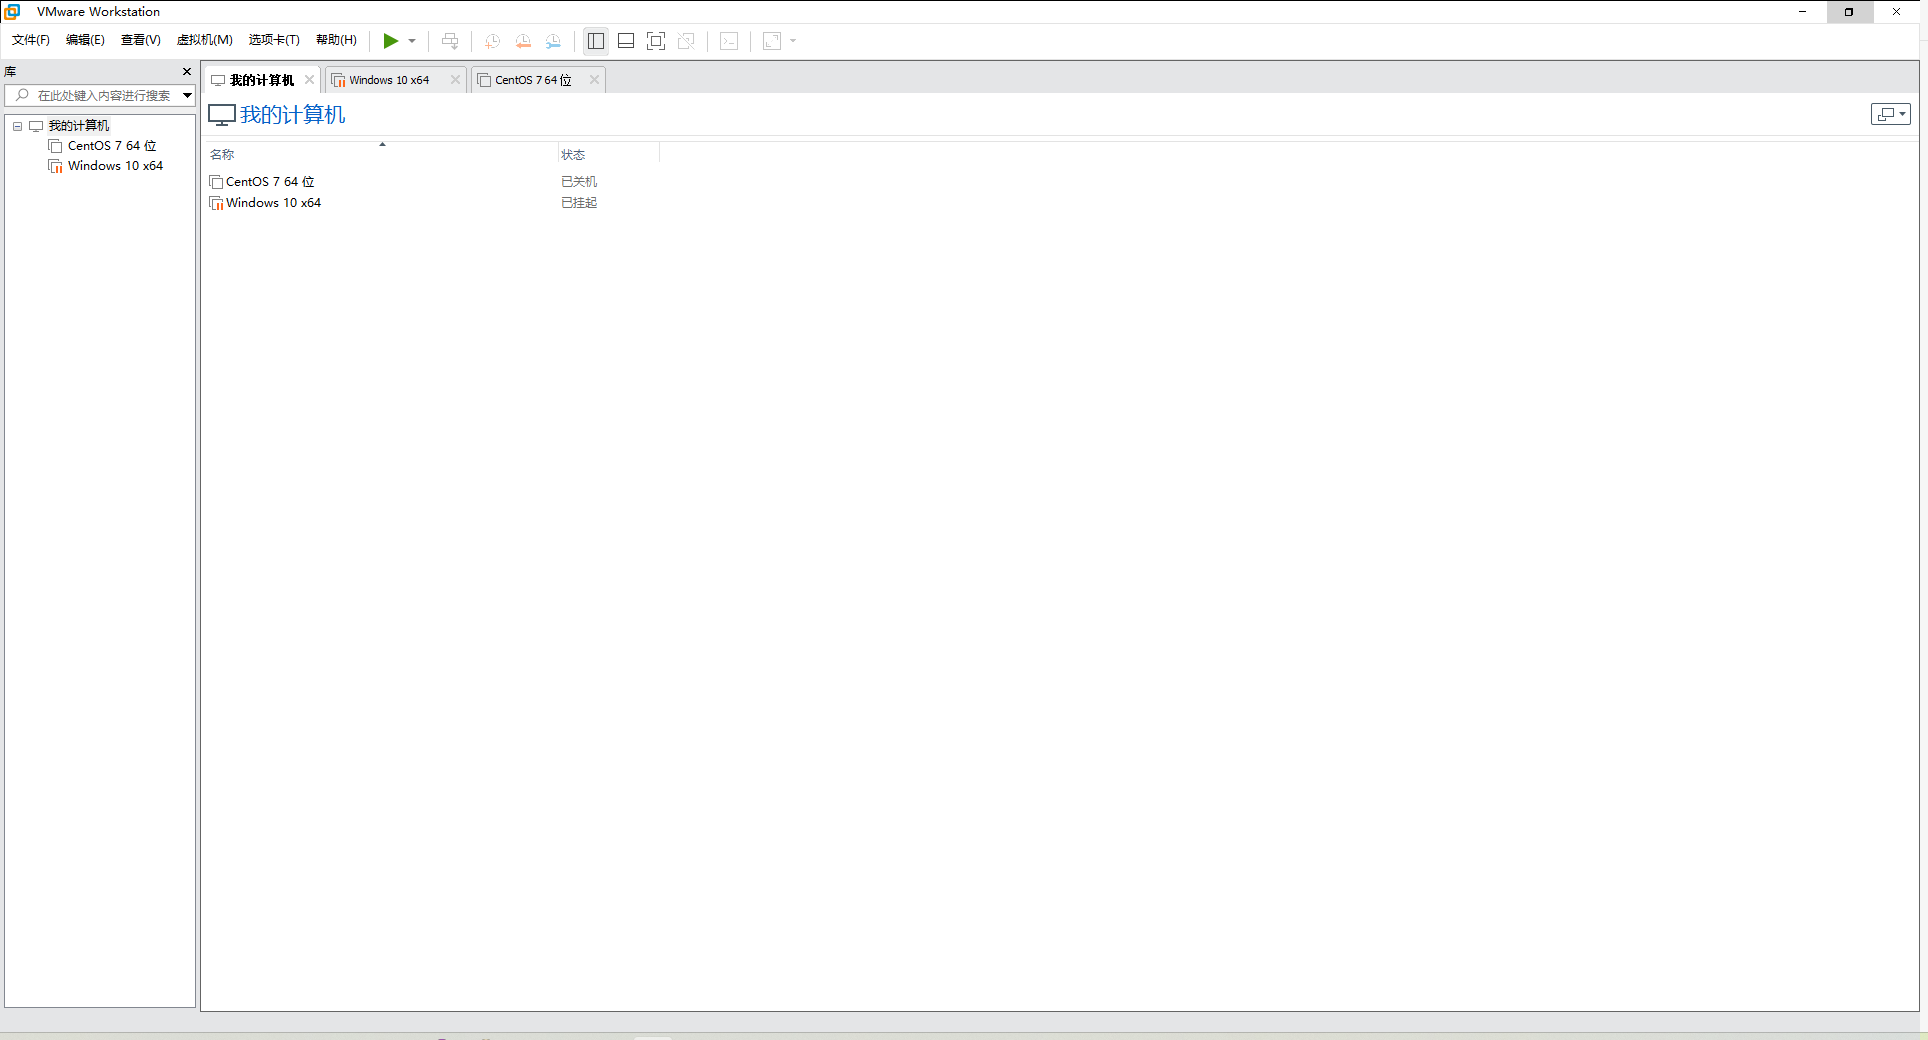 VMware Workstation
文件(F) 编辑(E) 查看(V) 虚拟机(M) 选项卡(T) 帮助(H)
库
在此处键入内容进行搜索
我的计算机
CentOS 7 64 位
Windows 10 x64
我的计算机 Windows 10 x64 CentOS 7 64 位
我的计算机
名称 状态
CentOS 7 64 位 已关机
Windows 10 x64 已挂起